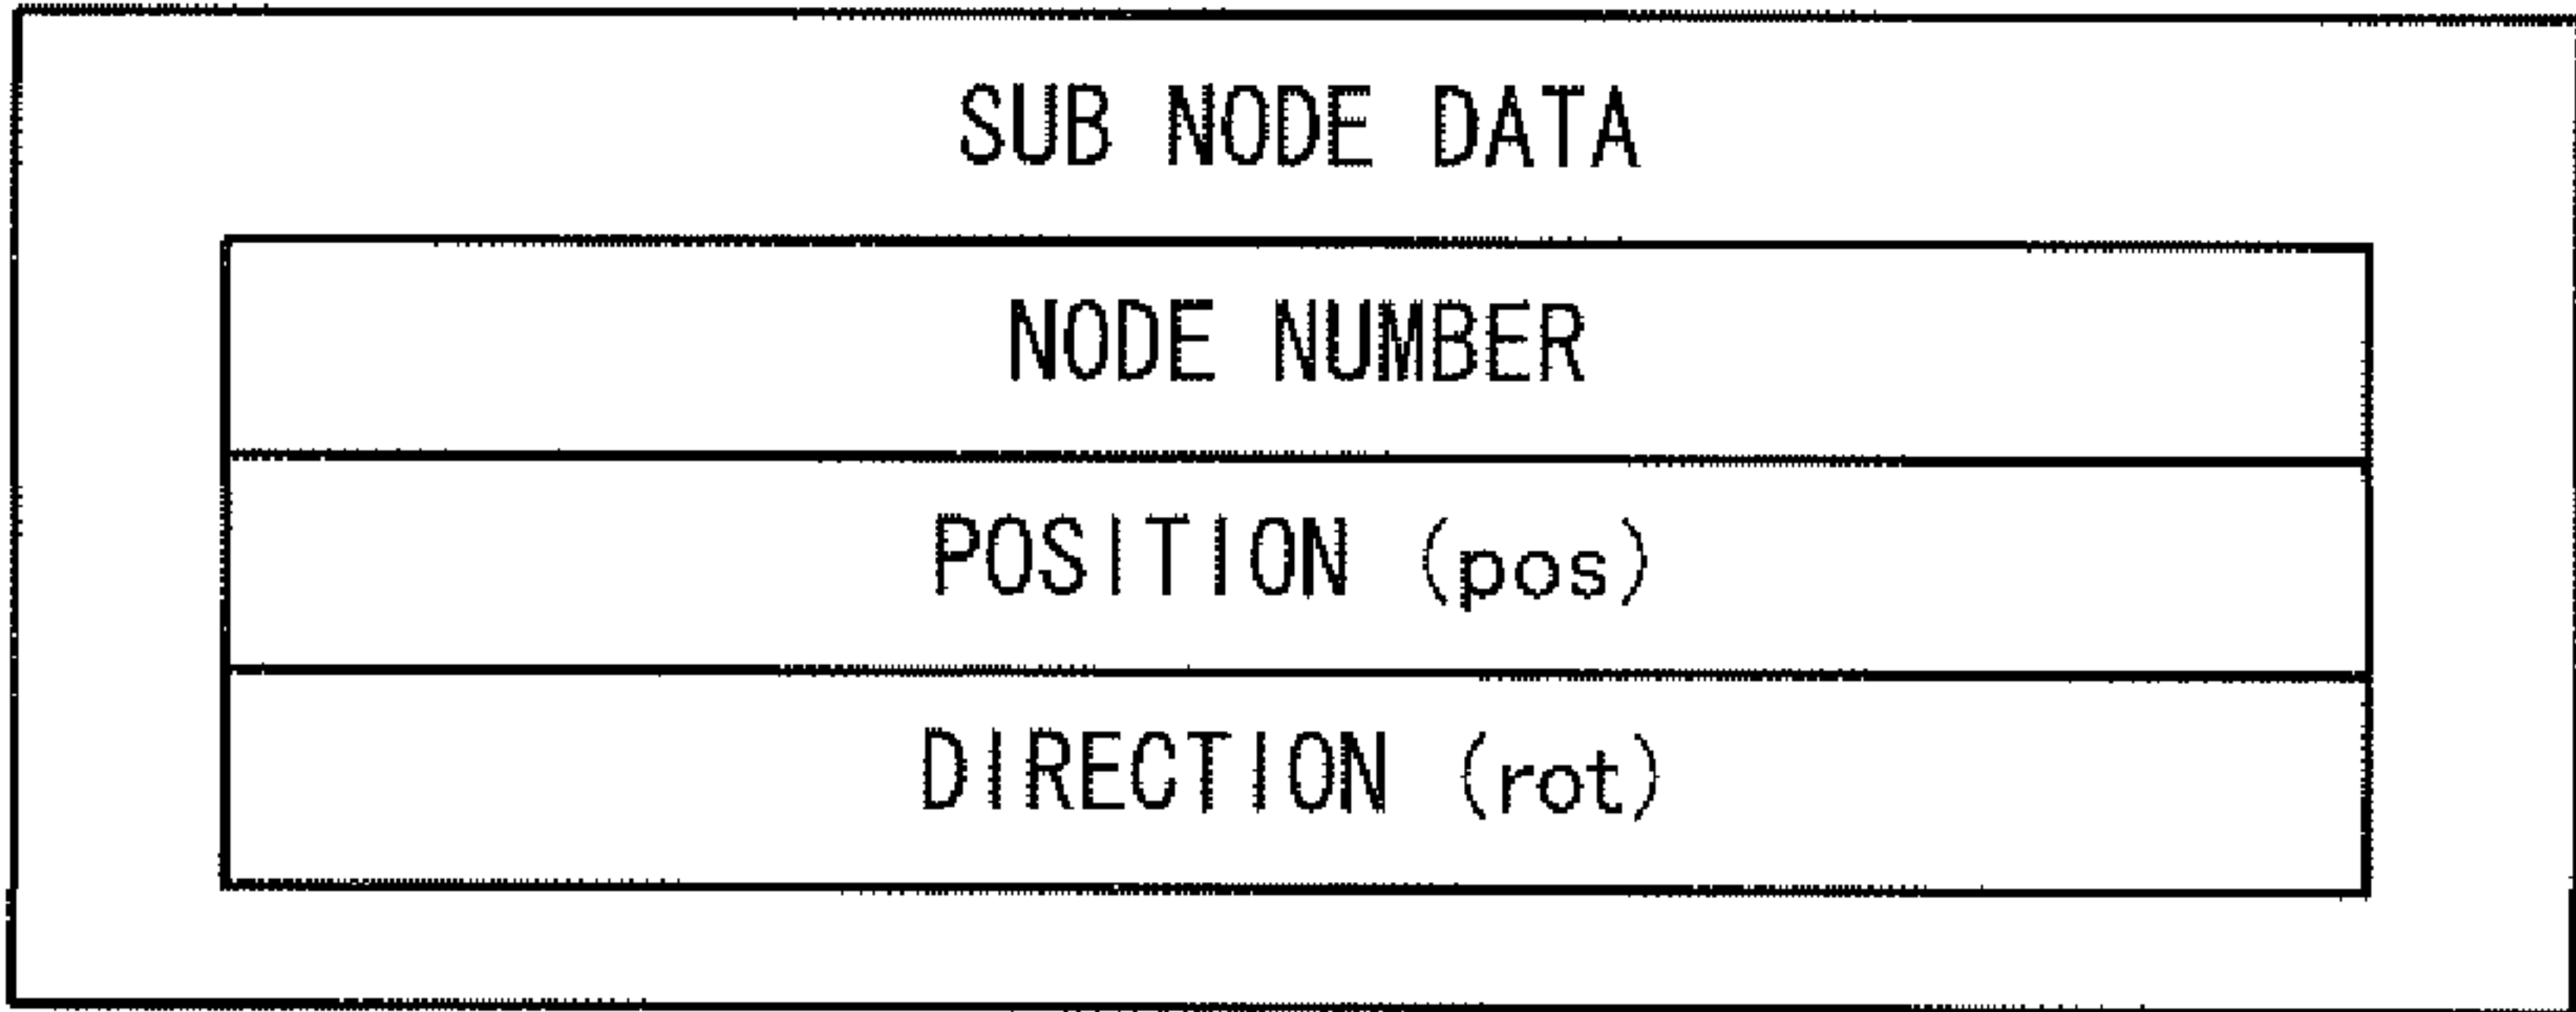 SUB NODE DATA
NODE NUMBER
POSITION (pos)
DIRECTION (rot)